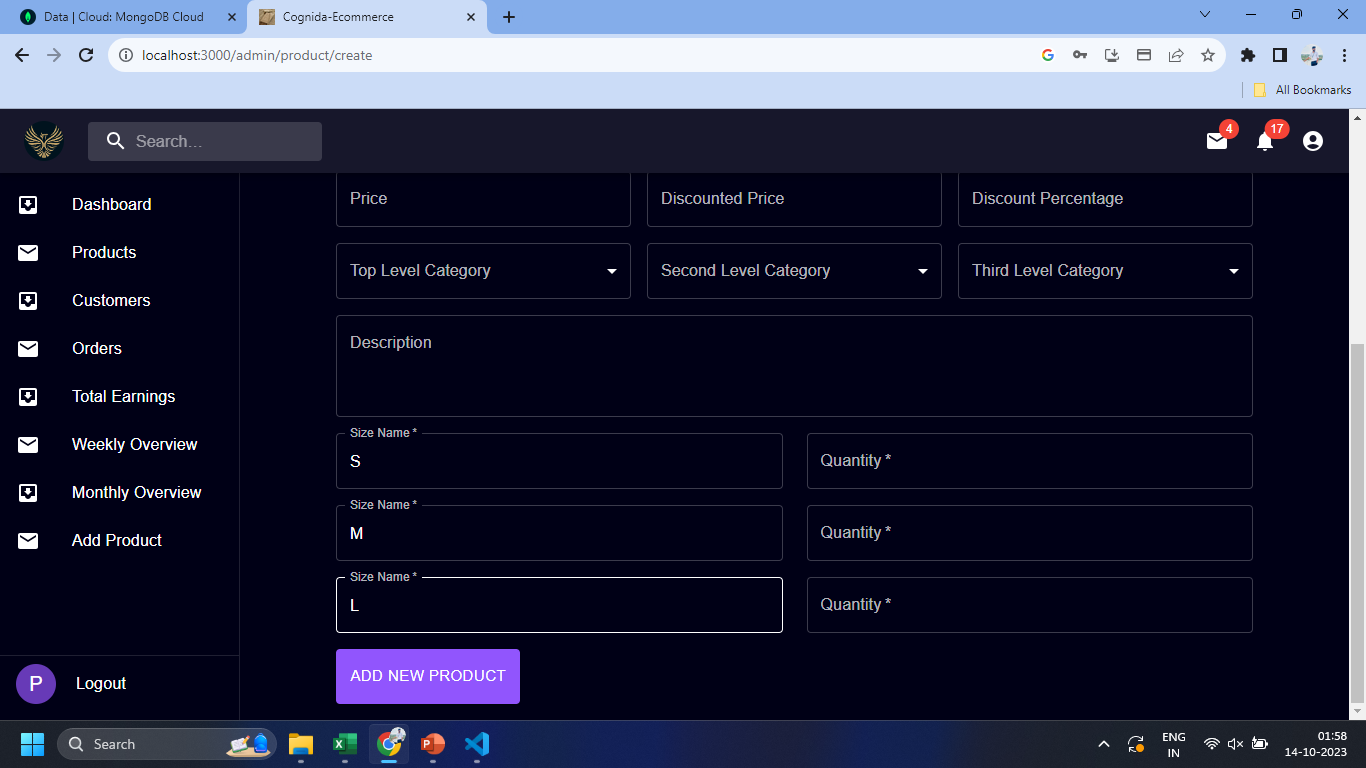 Data | Cloud: MongoDB Cloud
Cognida-Ecommerce
localhost:3000/admin/product/create
All Bookmarks
Search...
4
17
Dashboard
Products
Customers
Orders
Total Earnings
Weekly Overview
Monthly Overview
Add Product
P
Logout
Price
Discounted Price
Discount Percentage
Top Level Category
Second Level Category
Third Level Category
Description
Size Name *
S
Quantity *
Size Name *
M
Quantity *
Size Name *
L
Quantity *
ADD NEW PRODUCT
Search
ENG
IN
01:58
14-10-2023